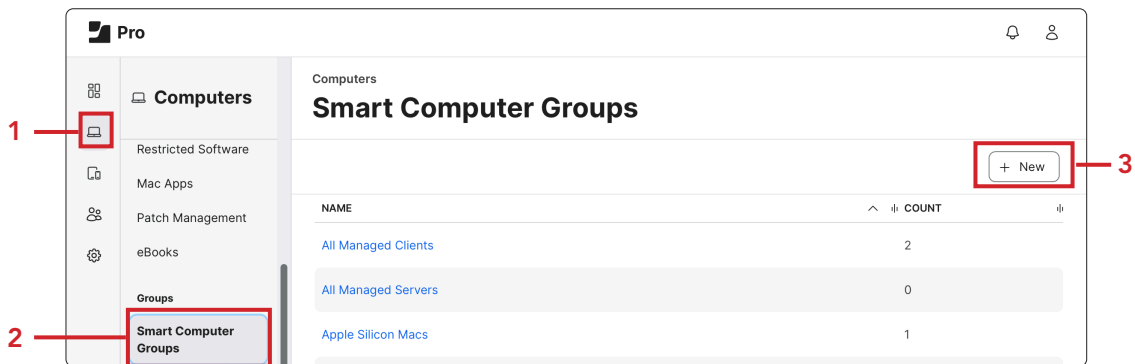 Pro
1
Computers
Restricted Software
Mac Apps
Patch Management
eBooks
Groups
2
Smart Computer
Groups
Computers
Smart Computer Groups
+ New
3
NAME
COUNT
All Managed Clients
2
All Managed Servers
0
Apple Silicon Macs
1